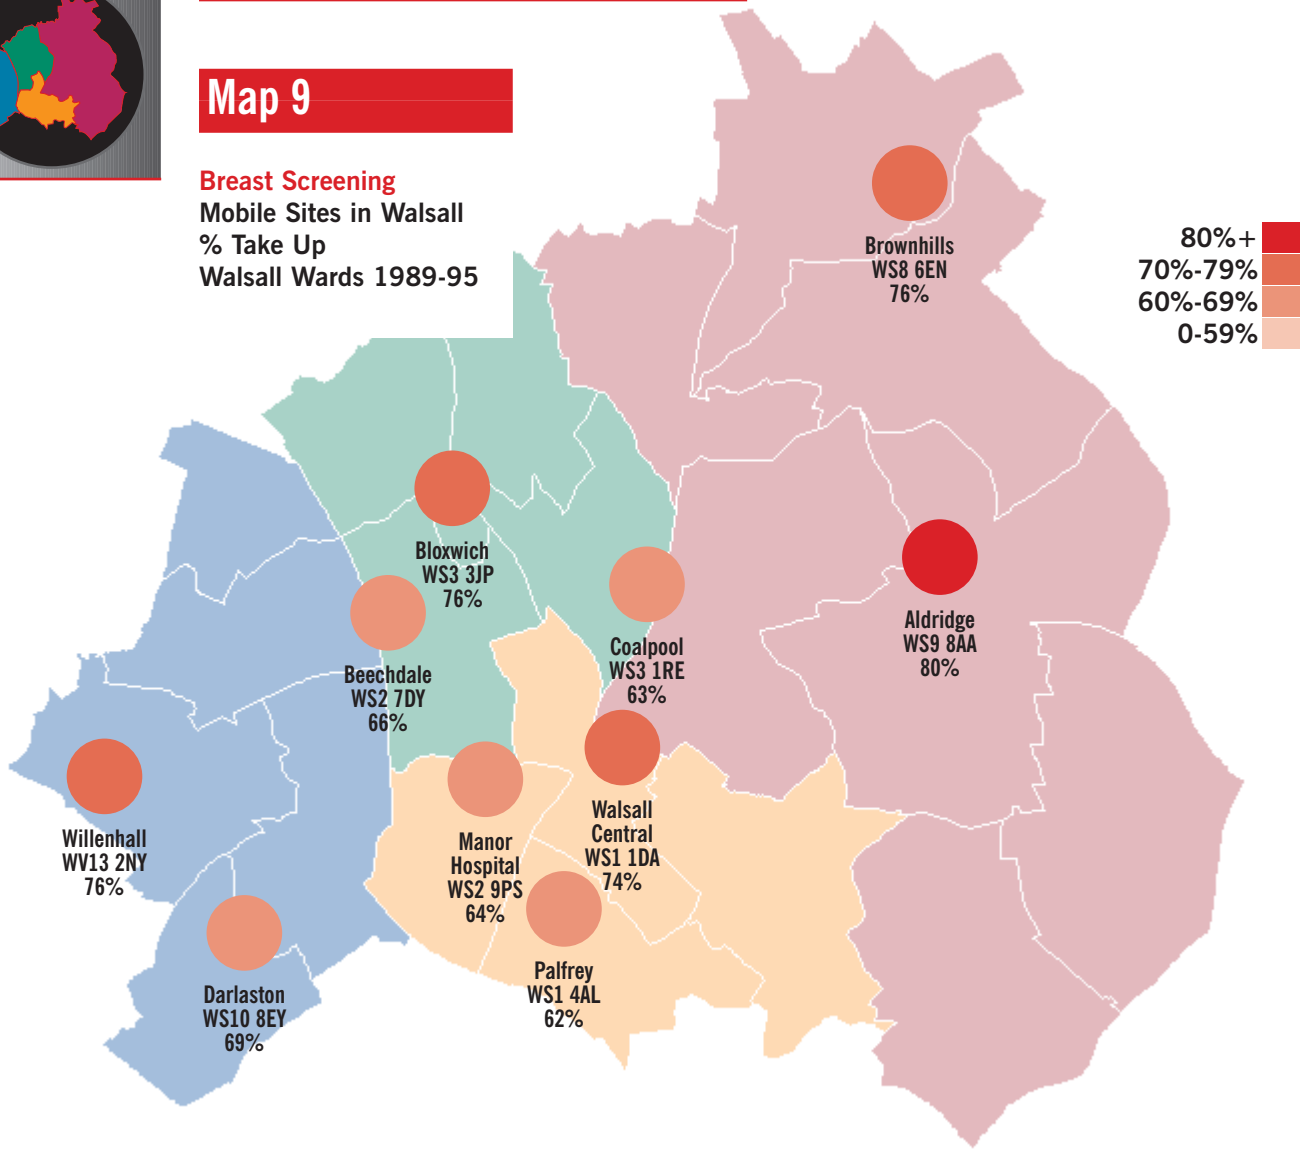 Map 9
Breast Screening
Mobile Sites in Walsall
% Take Up
Walsall Wards 1989-95
80%+
70%-79%
60%-69%
0-59%
Brownhills
WS8 6EN
76%
Bloxwich
WS3 3JP
76%
Coalpool
WS3 1RE
63%
Aldridge
WS9 8AA
80%
Beechdale
WS2 7DY
66%
Willenhall
WV13 2NY
76%
Manor
Hospital
WS2 9PS
64%
Walsall
Central
WS1 1DA
74%
Palfrey
WS1 4AL
62%
Darlaston
WS10 8EY
69%